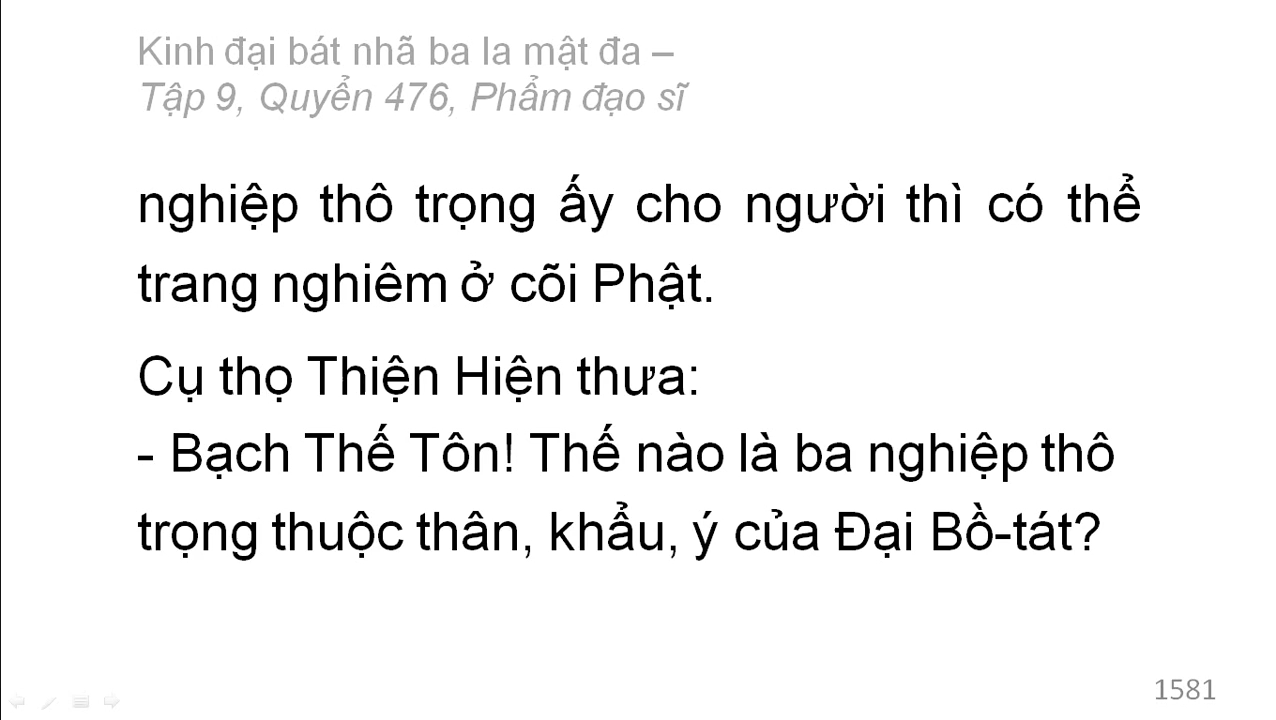 Kinh đại bát nhã ba la mật đa –
Tập 9, Quyển 476, Phẩm đạo sĩ
nghiệp thô trọng ấy cho người thì có thể
trang nghiêm ở cõi Phật.
Cụ thọ Thiện Hiện thưa:
- Bạch Thế Tôn! Thế nào là ba nghiệp thô
trọng thuộc thân, khẩu, ý của Đại Bồ-tát?
1581